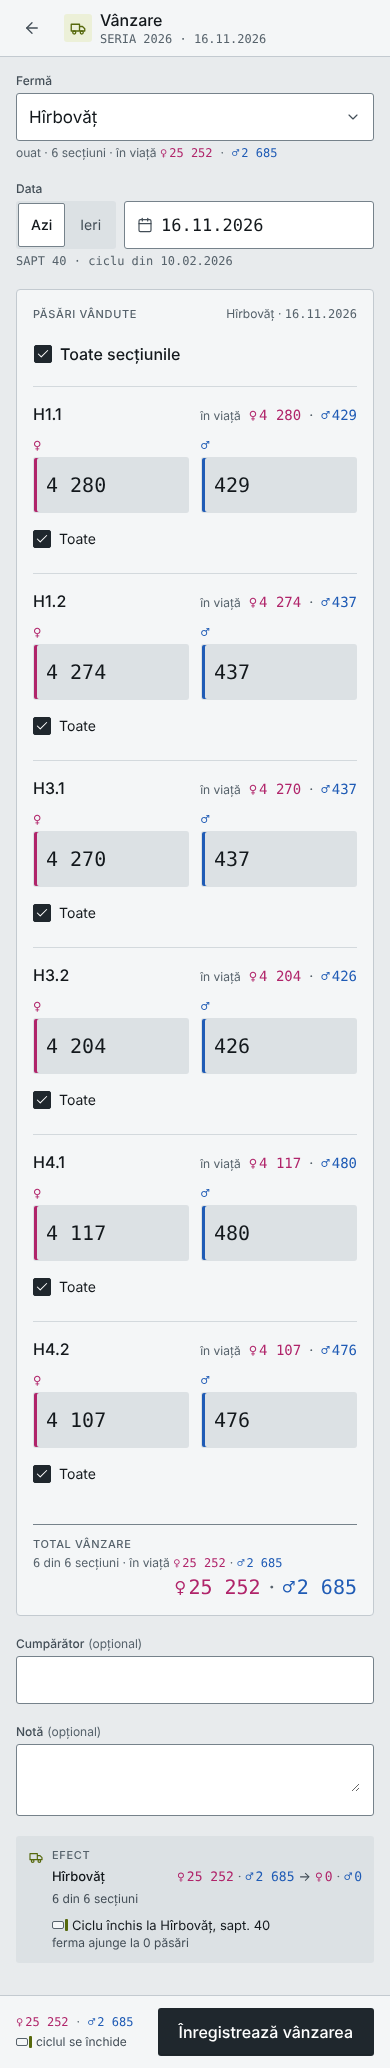 Vânzare
SERIA 2026 · 16.11.2026
Fermă
Hîrbovăț
ouat · 6 secțiuni · în viață ♀25 252 · ♂2 685
Data
Azi Ieri 16.11.2026
SAPT 40 · ciclu din 10.02.2026
PĂSĂRI VÂNDUTE Hîrbovăț · 16.11.2026
Toate secțiunile
H1.1 în viață ♀4 280 · ♂429
♀ ♂
4 280 429
Toate
H1.2 în viață ♀4 274 · ♂437
♀ ♂
4 274 437
Toate
H3.1 în viață ♀4 270 · ♂437
♀ ♂
4 270 437
Toate
H3.2 în viață ♀4 204 · ♂426
♀ ♂
4 204 426
Toate
H4.1 în viață ♀4 117 · ♂480
♀ ♂
4 117 480
Toate
H4.2 în viață ♀4 107 · ♂476
♀ ♂
4 107 476
Toate
TOTAL VÂNZARE
6 din 6 secțiuni · în viață ♀25 252 · ♂2 685
♀25 252 · ♂2 685
Cumpărător (opțional)
Notă (opțional)
EFECT
Hîrbovăț ♀25 252 · ♂2 685 → ♀0 · ♂0
6 din 6 secțiuni
Ciclu închis la Hîrbovăț, sapt. 40
ferma ajunge la 0 păsări
♀25 252 · ♂2 685
ciclul se închide
Înregistrează vânzarea